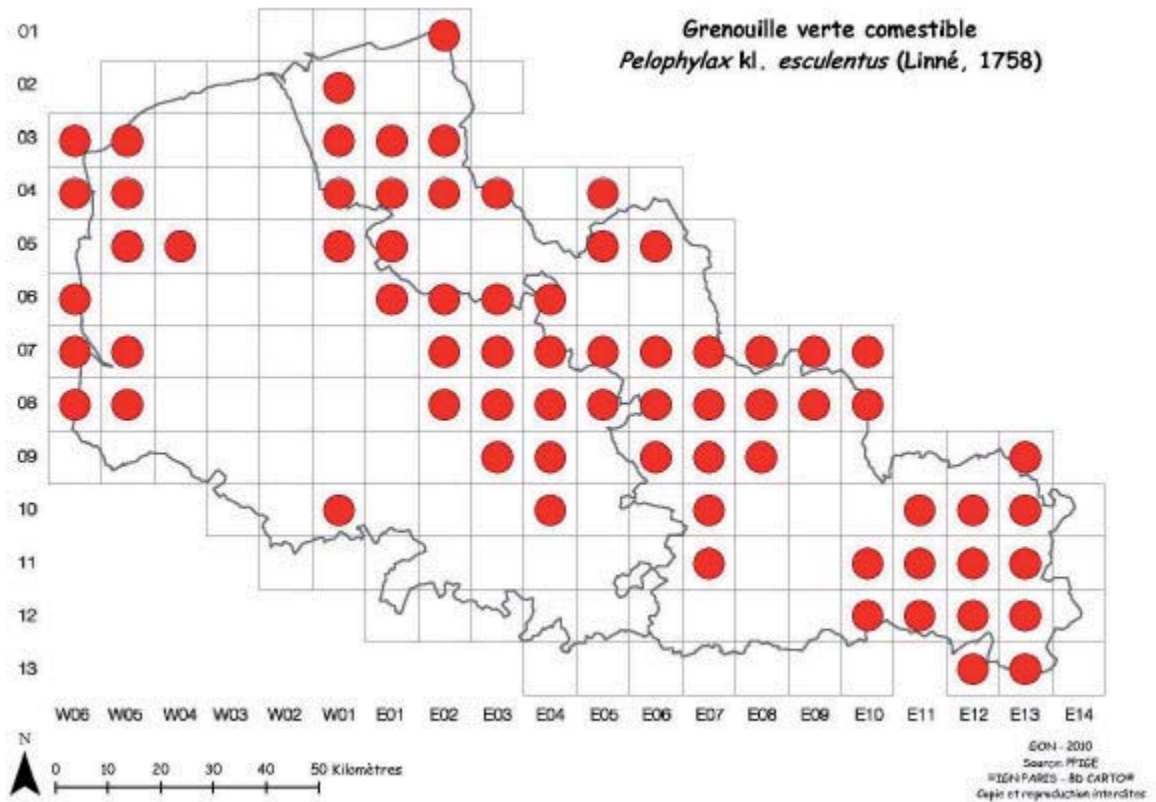 Grenouille verte comestible
Pelophylax kl. esculentus (Linné, 1758)
01
02
03
04
05
06
07
08
09
10
11
12
13
W06 W05 W04 W03 W02 W01 E01 E02 E03 E04 E05 E06 E07 E08 E09 E10 E11 E12 E13 E14
N
0 10 20 30 40 50 Kilomètres
GON - 2010
Source: PPIGE
©IGN PARIS - BD CARTO®
Copie et reproduction interdites